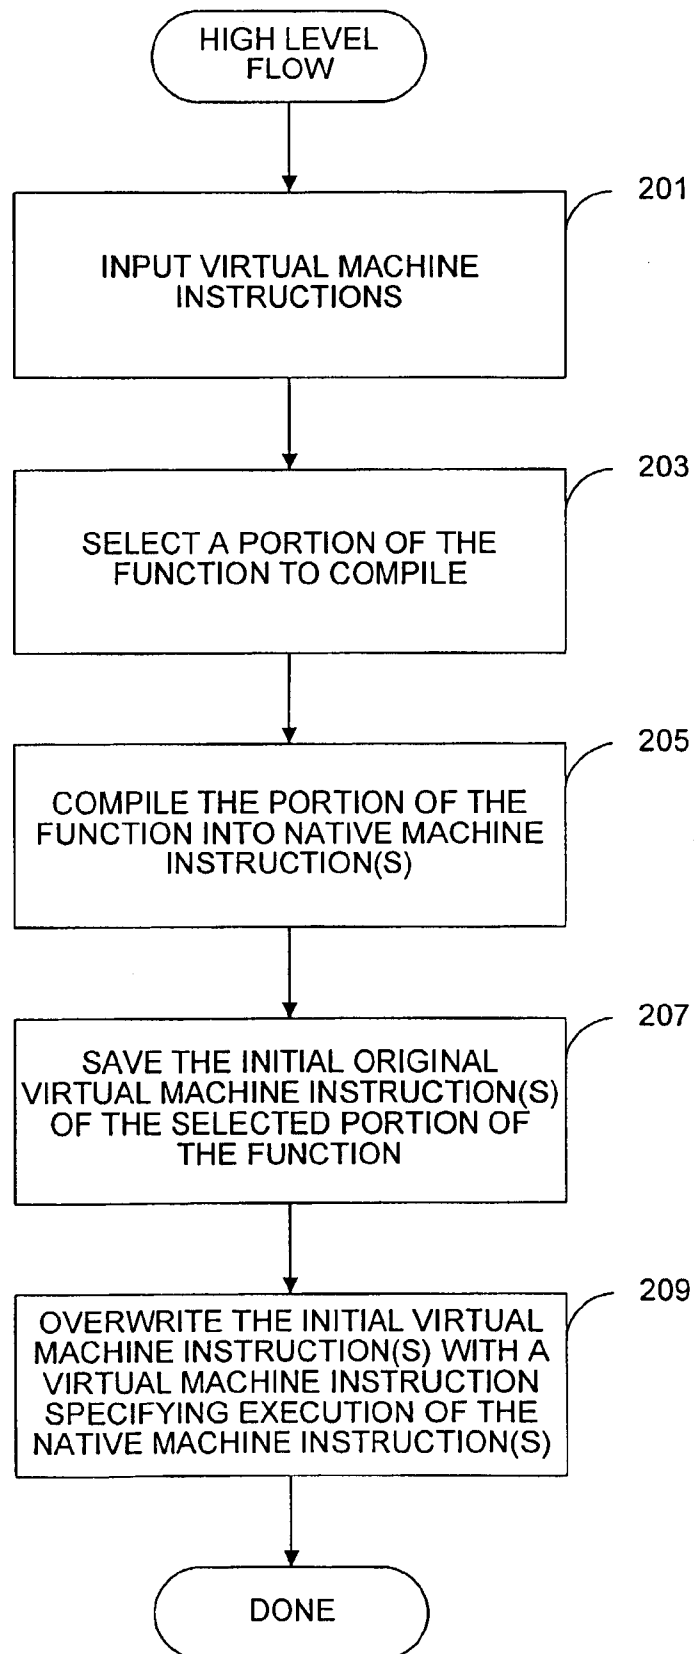 HIGH LEVEL
FLOW
201
INPUT VIRTUAL MACHINE
INSTRUCTIONS
203
SELECT A PORTION OF THE
FUNCTION TO COMPILE
205
COMPILE THE PORTION OF THE
FUNCTION INTO NATIVE MACHINE
INSTRUCTION(S)
207
SAVE THE INITIAL ORIGINAL
VIRTUAL MACHINE INSTRUCTION(S)
OF THE SELECTED PORTION OF
THE FUNCTION
209
OVERWRITE THE INITIAL VIRTUAL
MACHINE INSTRUCTION(S) WITH A
VIRTUAL MACHINE INSTRUCTION
SPECIFYING EXECUTION OF THE
NATIVE MACHINE INSTRUCTION(S)
DONE